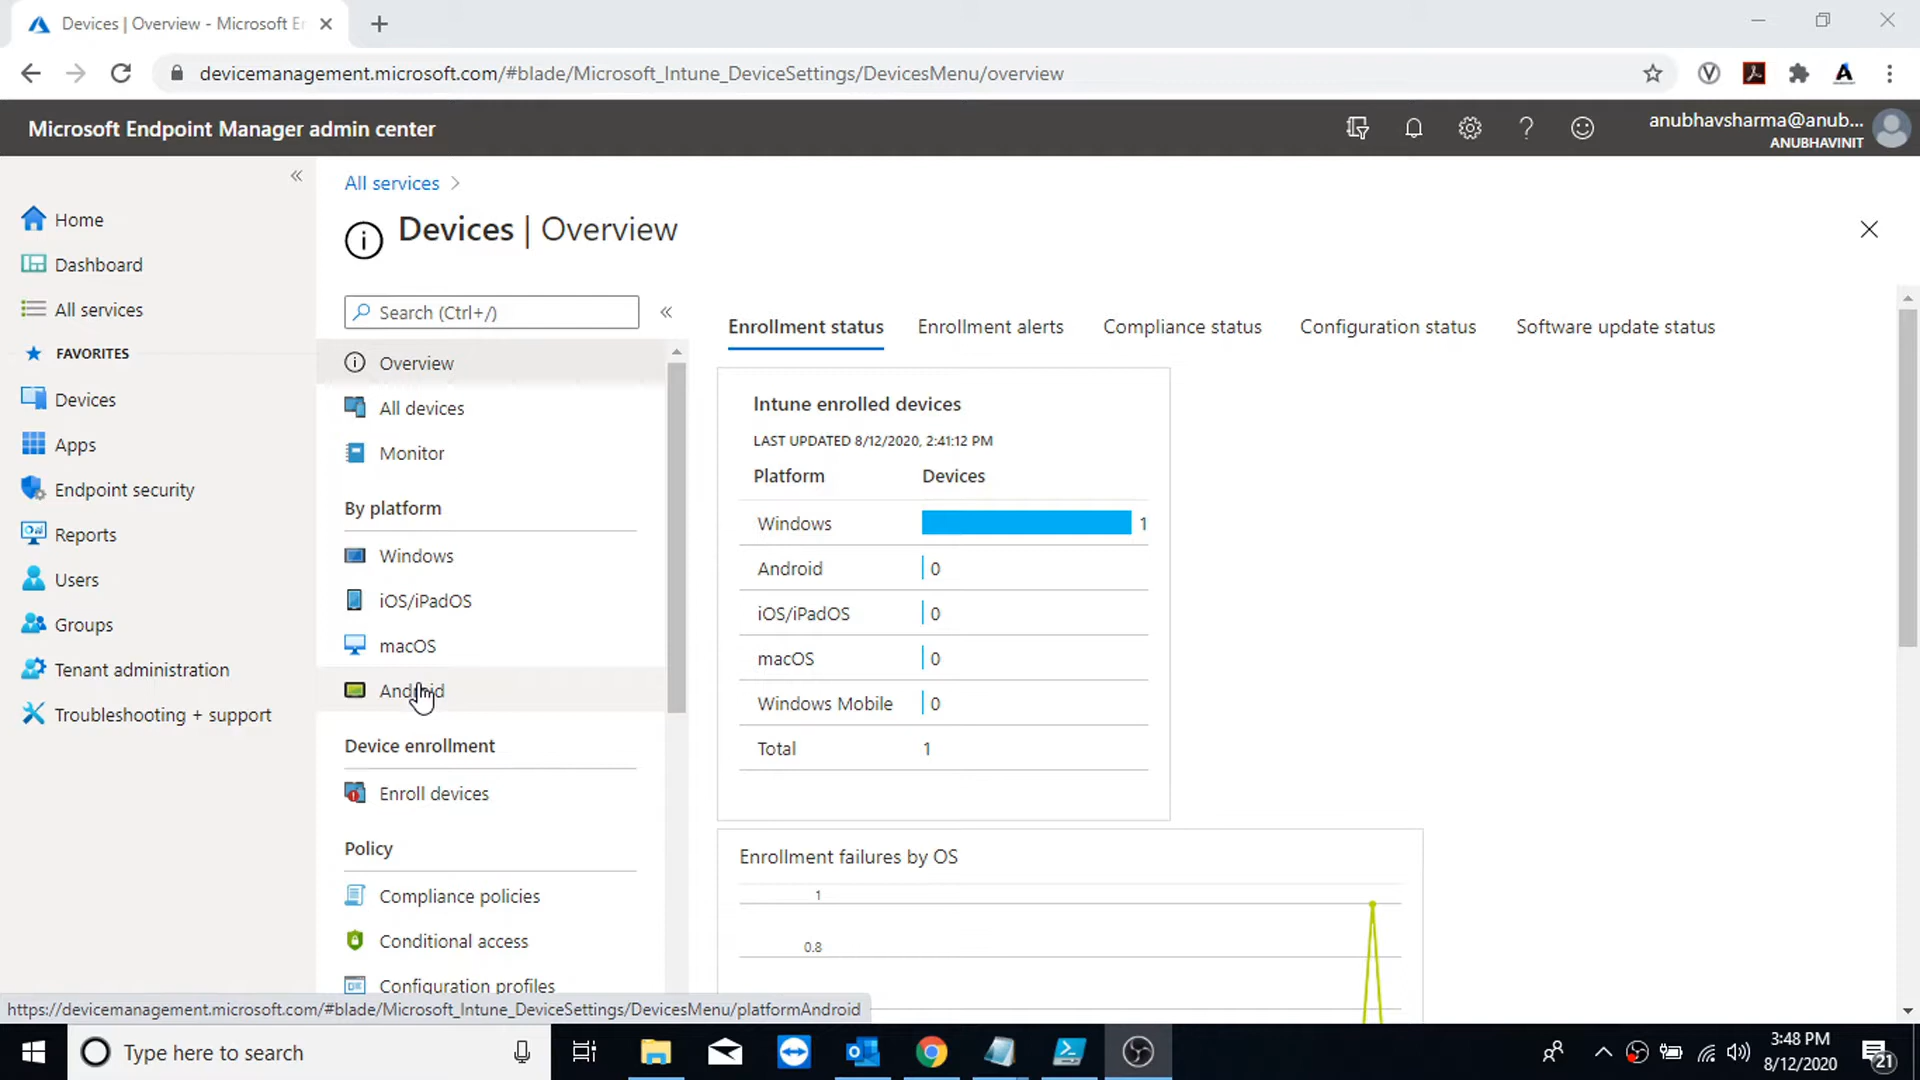 Devices | Overview - Microsoft En
devicemanagement.microsoft.com/#blade/Microsoft_Intune_DeviceSettings/DevicesMenu/overview
Microsoft Endpoint Manager admin center
anubhavsharma@anub...
ANUBHAVINIT
Home
Dashboard
All services
FAVORITES
Devices
Apps
Endpoint security
Reports
Users
Groups
Tenant administration
Troubleshooting + support
All services
Devices | Overview
Search (Ctrl+/)
Overview
All devices
Monitor
By platform
Windows
iOS/iPadOS
macOS
Android
Device enrollment
Enroll devices
Policy
Compliance policies
Conditional access
Configuration profiles
Enrollment status Enrollment alerts Compliance status Configuration status Software update status
Intune enrolled devices
LAST UPDATED 8/12/2020, 2:41:12 PM
Platform Devices
Windows 1
Android 0
iOS/iPadOS 0
macOS 0
Windows Mobile 0
Total 1
Enrollment failures by OS
1
0.8
https://devicemanagement.microsoft.com/#blade/Microsoft_Intune_DeviceSettings/DevicesMenu/platformAndroid
Type here to search
3:48 PM
8/12/2020
21